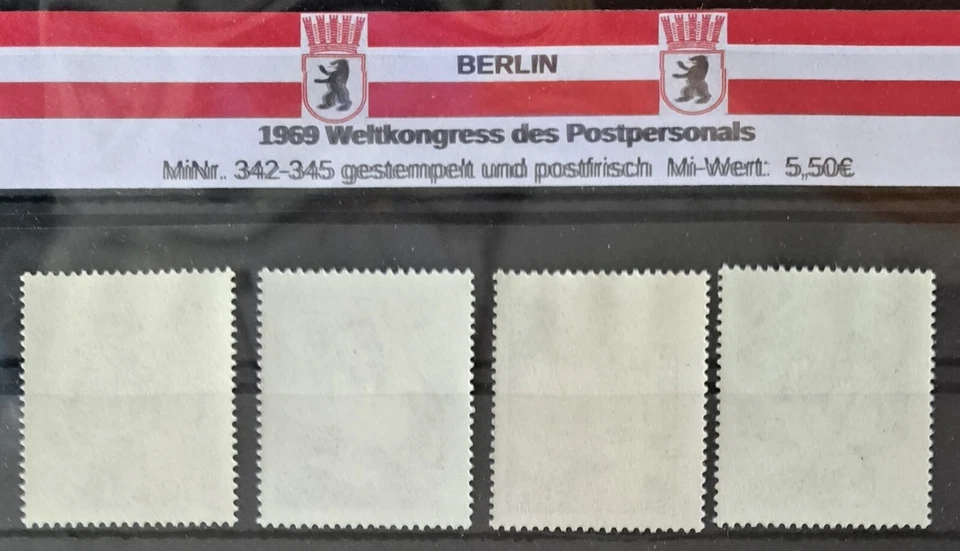 BERLIN
1969 Weltkongress des Postpersonals
MiNr. 342-345 gestempelt und postfrisch Mi-Wert: 5,50€